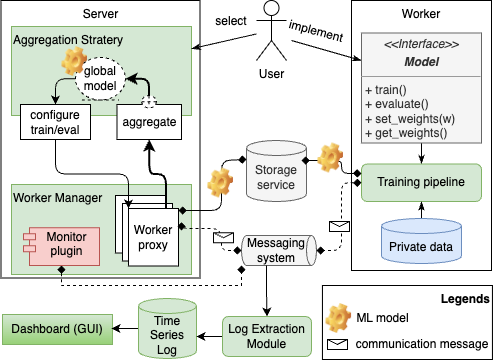 Server
select
implement
Worker
Aggregation Stratery
global
model
User
<<Interface>>
Model
+ train()
+ evaluate()
+ set_weights(w)
+ get_weights()
configure
train/eval
aggregate
Storage
service
Training pipeline
Worker Manager
Worker
proxy
Monitor
plugin
Messaging
system
Private data
Dashboard (GUI)
Time
Series
Log
Log Extraction
Module
Legends
ML model
communication message